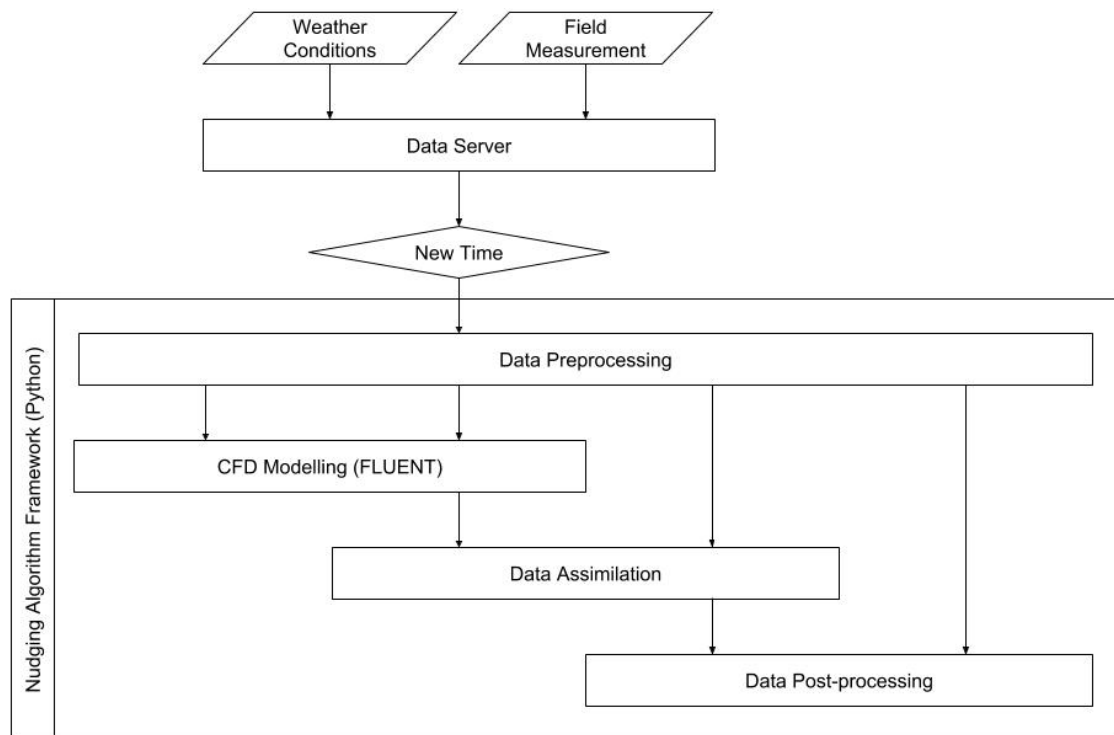 Weather
Conditions
Field
Measurement
Data Server
New Time
Nudging Algorithm Framework (Python)
Data Preprocessing
CFD Modelling (FLUENT)
Data Assimilation
Data Post-processing